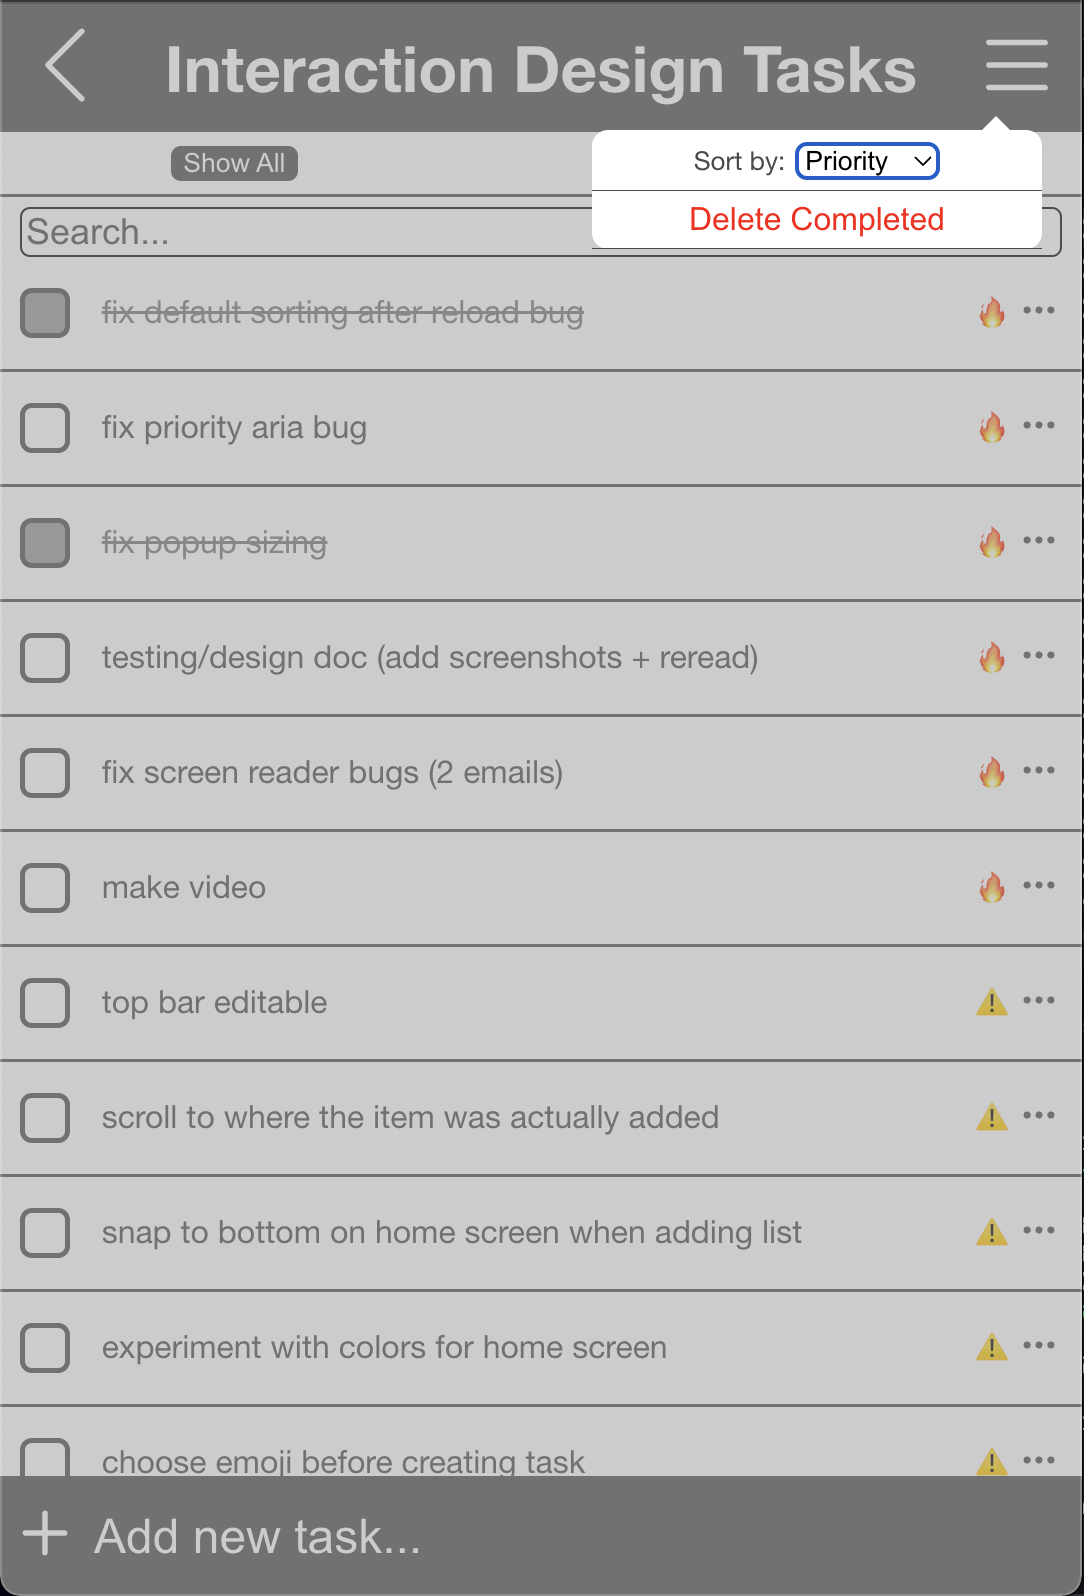 Interaction Design Tasks
Show All
Sort by: Priority
Delete Completed
Search...
fix default sorting after reload bug
fix priority aria bug
fix popup sizing
testing/design doc (add screenshots + reread)
fix screen reader bugs (2 emails)
make video
top bar editable
scroll to where the item was actually added
snap to bottom on home screen when adding list
experiment with colors for home screen
choose emoji before creating task
Add new task...